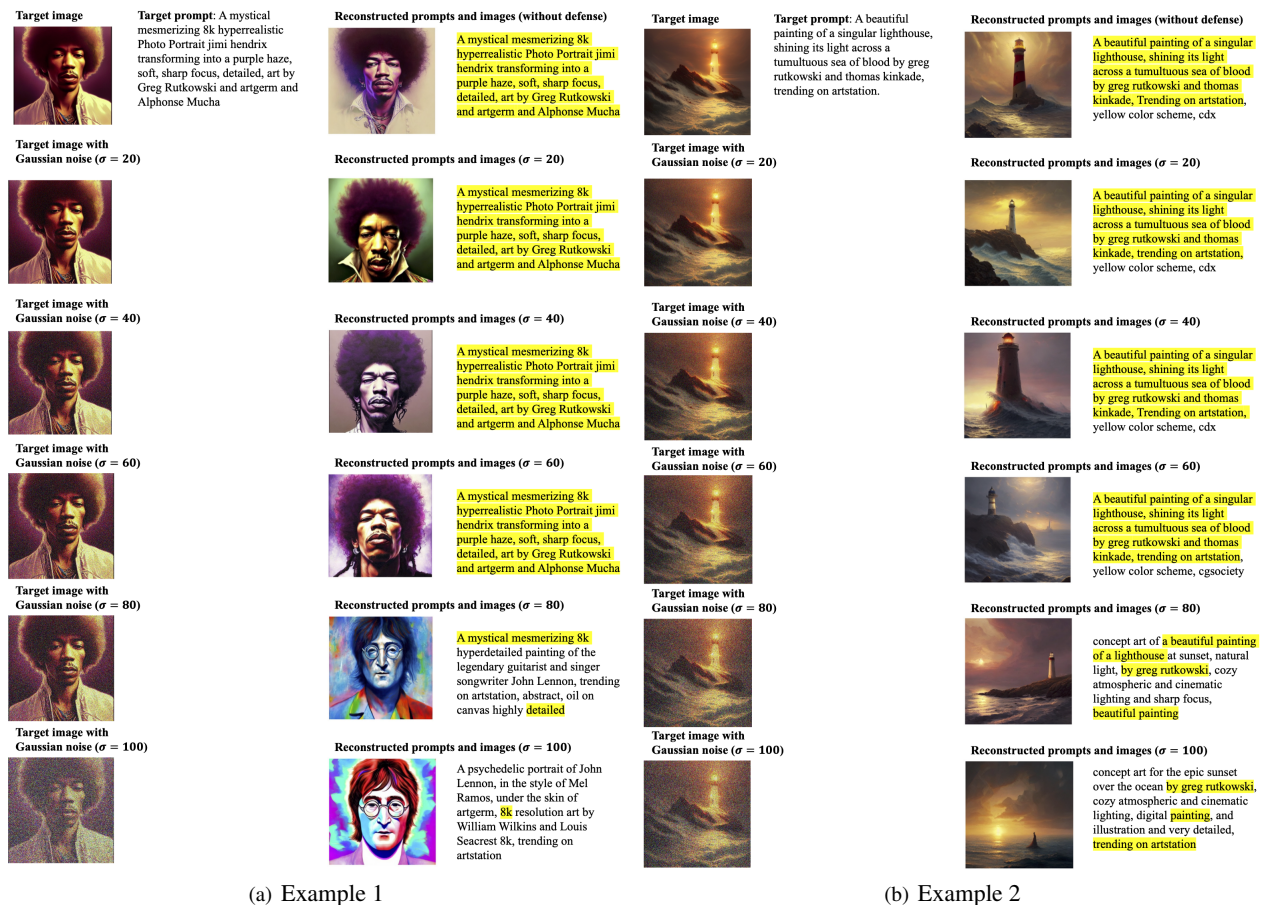 Target image
Target prompt: A
mystical
mesmerizing 8k hyperrealistic
Photo Portrait jimi hendrix
transforming into a purple haze,
soft, sharp focus, detailed, art by
Greg Rutkowski and artgerm and
Alphonse Mucha
Reconstructed prompts and images (without defense)
A mystical mesmerizing 8k
hyperrealistic Photo Portrait jimi
hendrix transforming into a
purple haze, soft, sharp focus,
detailed, art by Greg Rutkowski
and artgerm and Alphonse Mucha
Target image with
Gaussian noise (σ = 20)
Reconstructed prompts and images (σ = 20)
A mystical mesmerizing 8k
hyperrealistic Photo Portrait jimi
hendrix transforming into a
purple haze, soft, sharp focus,
detailed, art by Greg Rutkowski
and artgerm and Alphonse Mucha
Target image with
Gaussian noise (σ = 40)
Reconstructed prompts and images (σ = 40)
A mystical mesmerizing 8k
hyperrealistic Photo Portrait jimi
hendrix transforming into a
purple haze, soft, sharp focus,
detailed, art by Greg Rutkowski
and artgerm and Alphonse Mucha
Target image with
Gaussian noise (σ = 60)
Reconstructed prompts and images (σ = 60)
A mystical mesmerizing 8k
hyperrealistic Photo Portrait jimi
hendrix transforming into a
purple haze, soft, sharp focus,
detailed, art by Greg Rutkowski
and artgerm and Alphonse Mucha
Target image with
Gaussian noise (σ = 80)
Reconstructed prompts and images (σ = 80)
A mystical mesmerizing 8k
hyperdetailed painting of the
legendary guitarist and singer
songwriter John Lennon, trending
on artstation, abstract, oil on
canvas highly detailed
Target image with
Gaussian noise (σ = 100)
Reconstructed prompts and images (σ = 100)
A psychedelic portrait of John
Lennon, in the style of Mel
Ramos, under the skin of
artgerm, 8k resolution art by
William Wilkins and Louis
Seacrest 8k, trending on
artstation
(a) Example 1
Target image
Target prompt: A beautiful
painting of a singular lighthouse,
shining its light across a
tumultuous sea of blood by greg
rutkowski and thomas kinkade,
trending on artstation.
Reconstructed prompts and images (without defense)
A beautiful painting of a singular
lighthouse, shining its light
across a tumultuous sea of blood
by greg rutkowski and thomas
kinkade, Trending on artstation,
yellow color scheme, cdx
Target image with
Gaussian noise (σ = 20)
Reconstructed prompts and images (σ = 20)
A beautiful painting of a singular
lighthouse, shining its light
across a tumultuous sea of blood
by greg rutkowski and thomas
kinkade, trending on artstation,
yellow color scheme, cdx
Target image with
Gaussian noise (σ = 40)
Reconstructed prompts and images (σ = 40)
A beautiful painting of a singular
lighthouse, shining its light
across a tumultuous sea of blood
by greg rutkowski and thomas
kinkade, Trending on artstation,
yellow color scheme, cdx
Target image with
Gaussian noise (σ = 60)
Reconstructed prompts and images (σ = 60)
A beautiful painting of a singular
lighthouse, shining its light
across a tumultuous sea of blood
by greg rutkowski and thomas
kinkade, trending on artstation,
yellow color scheme, cgsociety
Target image with
Gaussian noise (σ = 80)
Reconstructed prompts and images (σ = 80)
concept art of a beautiful painting
of a lighthouse at sunset, natural
light, by greg rutkowski, cozy
atmospheric and cinematic
lighting and sharp focus,
beautiful painting
Target image with
Gaussian noise (σ = 100)
Reconstructed prompts and images (σ = 100)
concept art for the epic sunset
over the ocean by greg rutkowski,
cozy atmospheric and cinematic
lighting, digital painting, and
illustration and very detailed,
trending on artstation
(b) Example 2